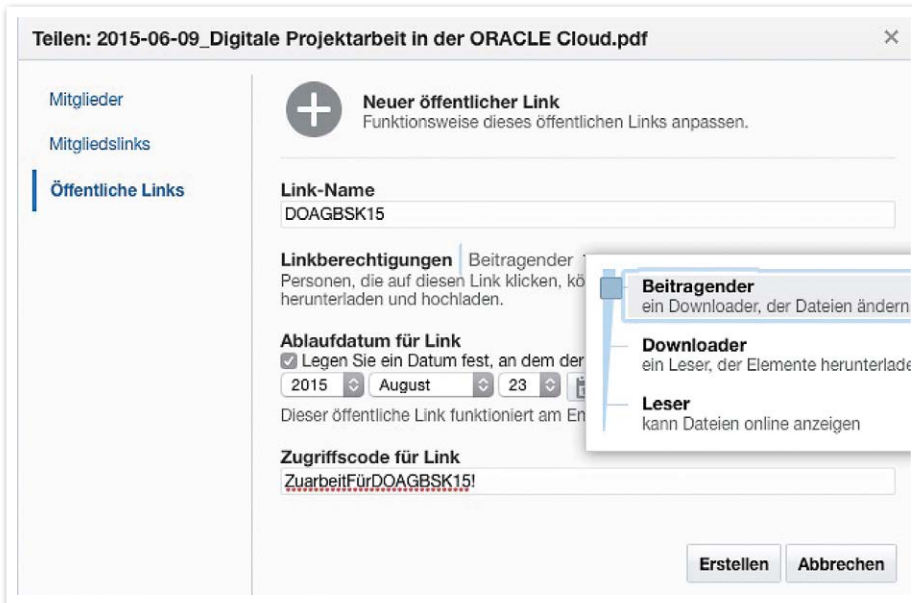 Teilen: 2015-06-09_Digitale Projektarbeit in der ORACLE Cloud.pdf
Mitglieder
Mitgliedslinks
Öffentliche Links
Neuer öffentlicher Link
Funktionsweise dieses öffentlichen Links anpassen.
Link-Name
DOAGBSK15
Linkberechtigungen Beitragender
Personen, die auf diesen Link klicken,
herunterladen und hochladen.
Ablaufdatum für Link
Legen Sie ein Datum fest, an dem der
2015 August 23
Dieser öffentliche Link funktioniert am
Zugriffscode für Link
ZuarbeitFürDOAGBSK15!
Beitragender
ein Downloader, der Dateien ändern
Downloader
ein Leser, der Elemente
Leser
kann Dateien online anzeigen
Erstellen Abbrechen